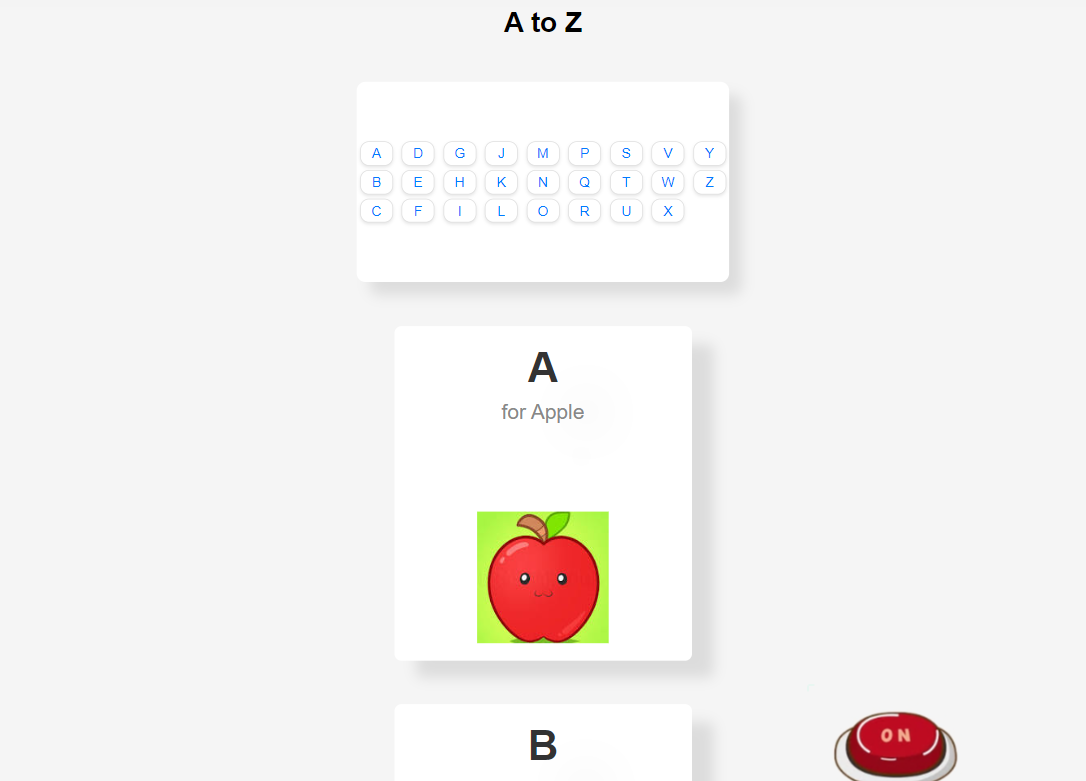 A to Z
A D G J M P S V Y
B E H K N Q T W Z
C F I L O R U X
A
for Apple
B
ON